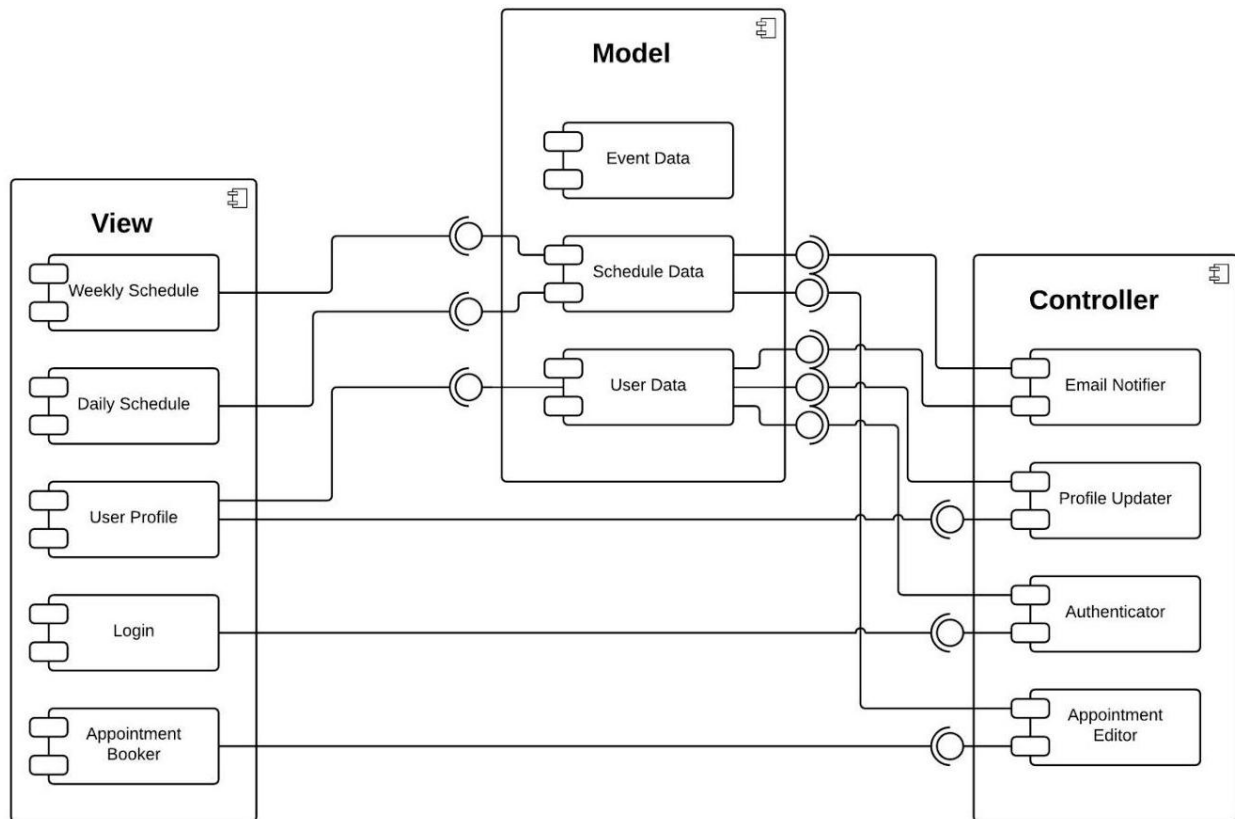 Model
Event Data
Schedule Data
User Data
View
Weekly Schedule
Daily Schedule
User Profile
Login
Appointment
Booker
Controller
Email Notifier
Profile Updater
Authenticator
Appointment
Editor